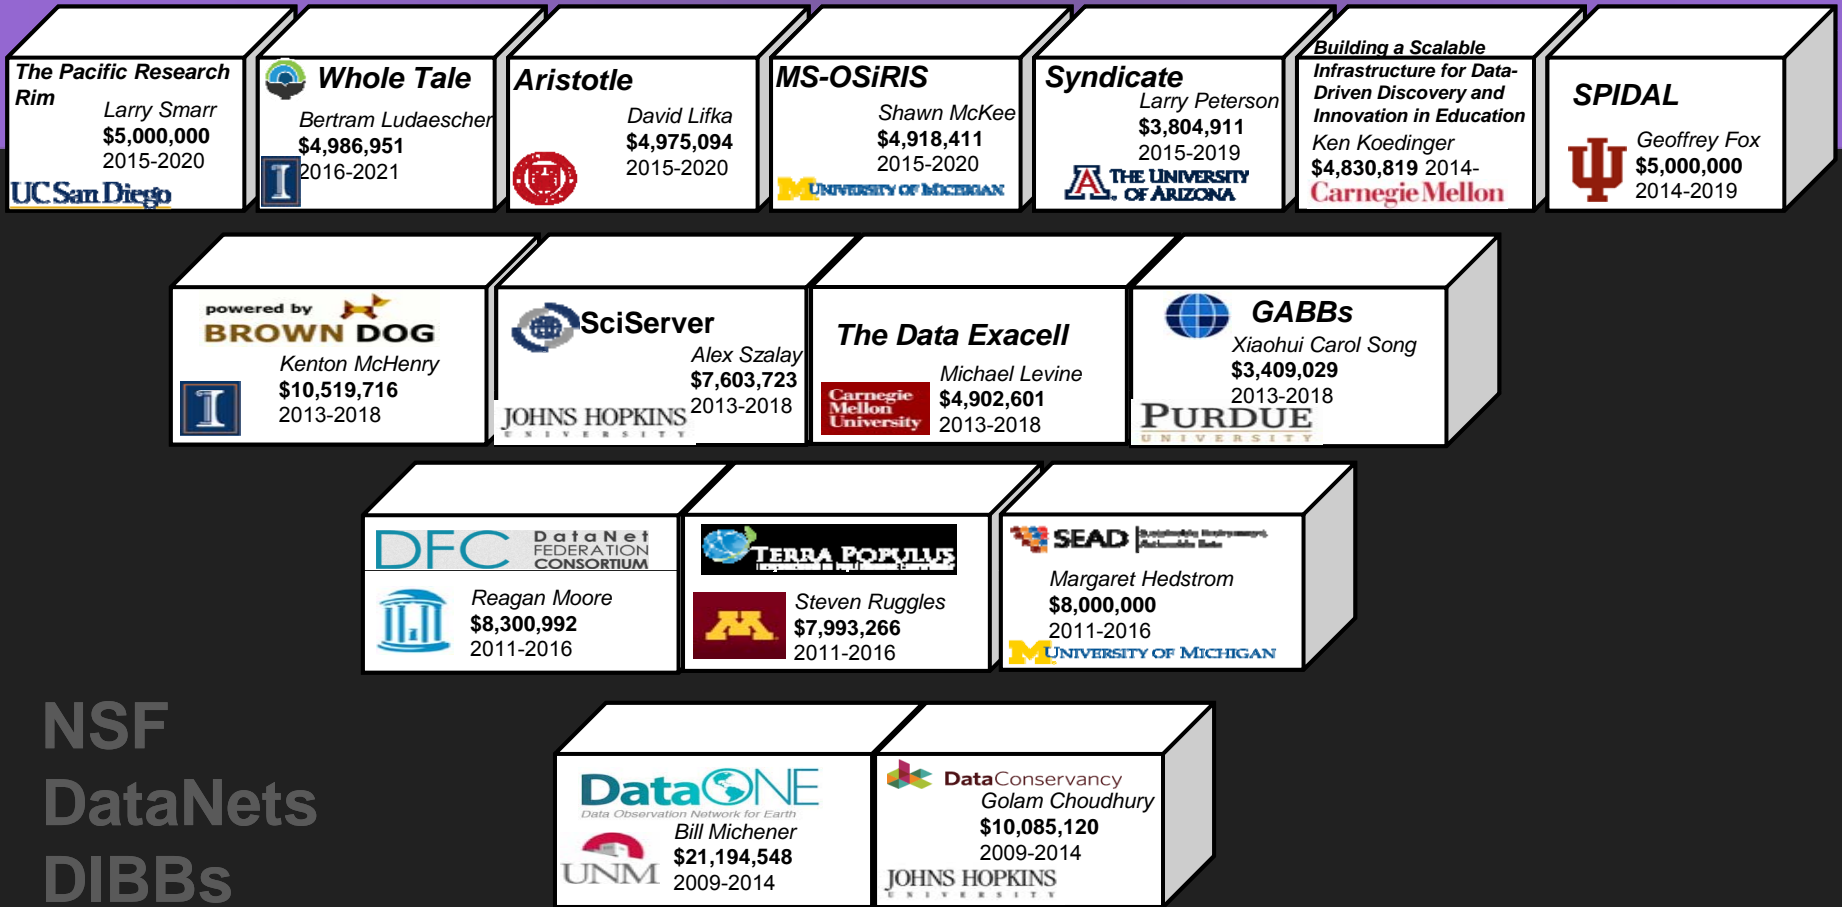 The Pacific Research
Rim
Larry Smarr
$5,000,000
2015-2020
UC San Diego
Whole Tale
Bertram Ludaescher
$4,986,951
2016-2021
I
Aristotle
David Lifka
$4,975,094
2015-2020
MS-OSiRIS
Shawn McKee
$4,918,411
2015-2020
M UNIVERSITY OF MICHIGAN
Syndicate
Larry Peterson
$3,804,911
2015-2019
A THE UNIVERSITY
OF ARIZONA
Building a Scalable
Infrastructure for Data-
Driven Discovery and
Innovation in Education
Ken Koedinger
$4,830,819 2014-
Carnegie Mellon
SPIDAL
Geoffrey Fox
$5,000,000
2014-2019
powered by
BROWN DOG
Kenton McHenry
$10,519,716
2013-2018
I
SciServer
Alex Szalay
$7,603,723
2013-2018
JOHNS HOPKINS
UNIVERSITY
The Data Exacell
Michael Levine
$4,902,601
2013-2018
Carnegie
Mellon
University
GABBs
Xiaohui Carol Song
$3,409,029
2013-2018
PURDUE
UNIVERSITY
DFC DataNet
FEDERATION
CONSORTIUM
Reagan Moore
$8,300,992
2011-2016
TERRA POPULUS
Steven Ruggles
$7,993,266
2011-2016
M
SEAD
Margaret Hedstrom
$8,000,000
2011-2016
M UNIVERSITY OF MICHIGAN
NSF
DataNets
DIBBs
DataONE
Data Observation Network for Earth
Bill Michener
$21,194,548
2009-2014
UNM
DataConservancy
Golam Choudhury
$10,085,120
2009-2014
JOHNS HOPKINS
UNIVERSITY